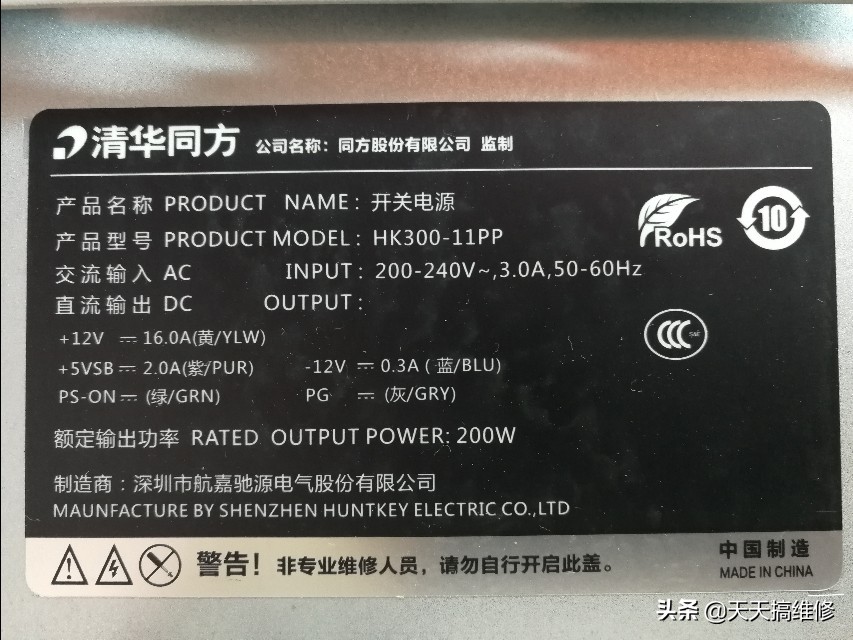 清华同方 公司名称：同方股份有限公司 监制
产品名称 PRODUCT NAME：开关电源
产品型号 PRODUCT MODEL：HK300-11PP
交流输入 AC INPUT：200-240V~,3.0A,50-60Hz
直流输出 DC OUTPUT：
+12V ⎓ 16.0A(黄/YLW)
+5VSB ⎓ 2.0A(紫/PUR) -12V ⎓ 0.3A ( 蓝/BLU)
PS-ON ⎓ (绿/GRN) PG ⎓ (灰/GRY)
额定输出功率 RATED OUTPUT POWER: 200W
制造商：深圳市航嘉驰源电气股份有限公司
MAUNFACTURE BY SHENZHEN HUNTKEY ELECTRIC CO.,LTD
RoHS
10
CCC
S&E
警告！非专业维修人员，请勿自行开启此盖。
中国制造
MADE IN CHINA
头条 @天天搞维修